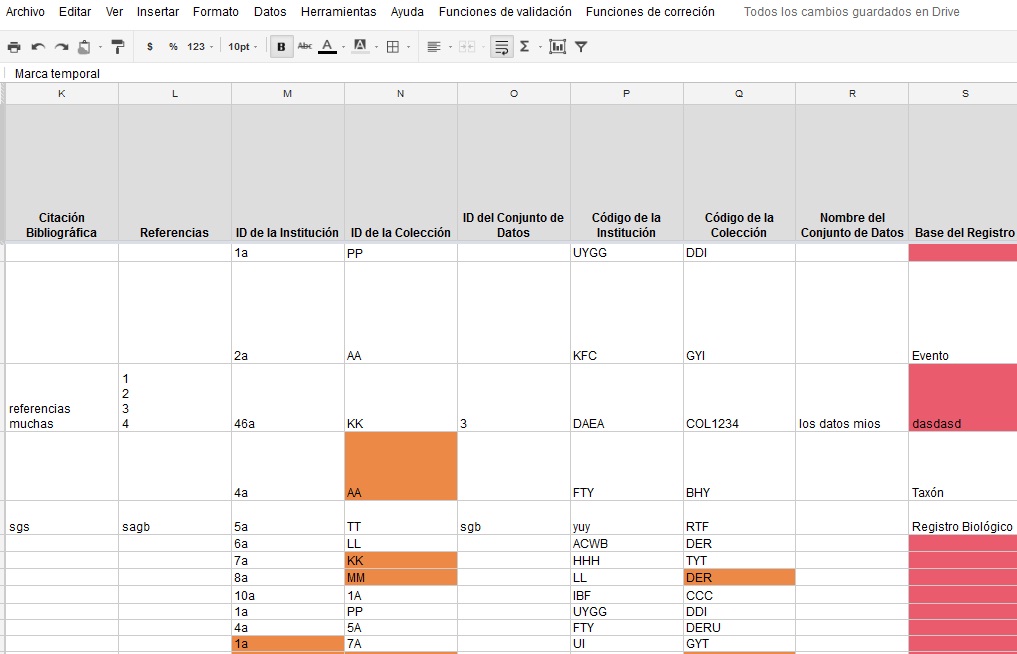 Archivo Editar Ver Insertar Formato Datos Herramientas Ayuda Funciones de validación Funciones de correción Todos los cambios guardados en Drive
$ % 123 10pt B Abc A A Σ
Marca temporal
K L M N O P Q R S
Citación Bibliográfica Referencias ID de la Institución ID de la Colección ID del Conjunto de Datos Código de la Institución Código de la Colección Nombre del Conjunto de Datos Base del Registro
1a PP UYGG DDI
2a AA KFC GYI Evento
1
2
3
referencias muchas 4 46a KK 3 DAEA COL1234 los datos mios dasdasd
4a AA FTY BHY Taxón
sgs sagb 5a TT sgb yuy RTF Registro Biológico
6a LL ACWB DER
7a KK HHH TYT
8a MM LL DER
10a 1A IBF CCC
1a PP UYGG DDI
4a 5A FTY DERU
1a 7A UI GYT